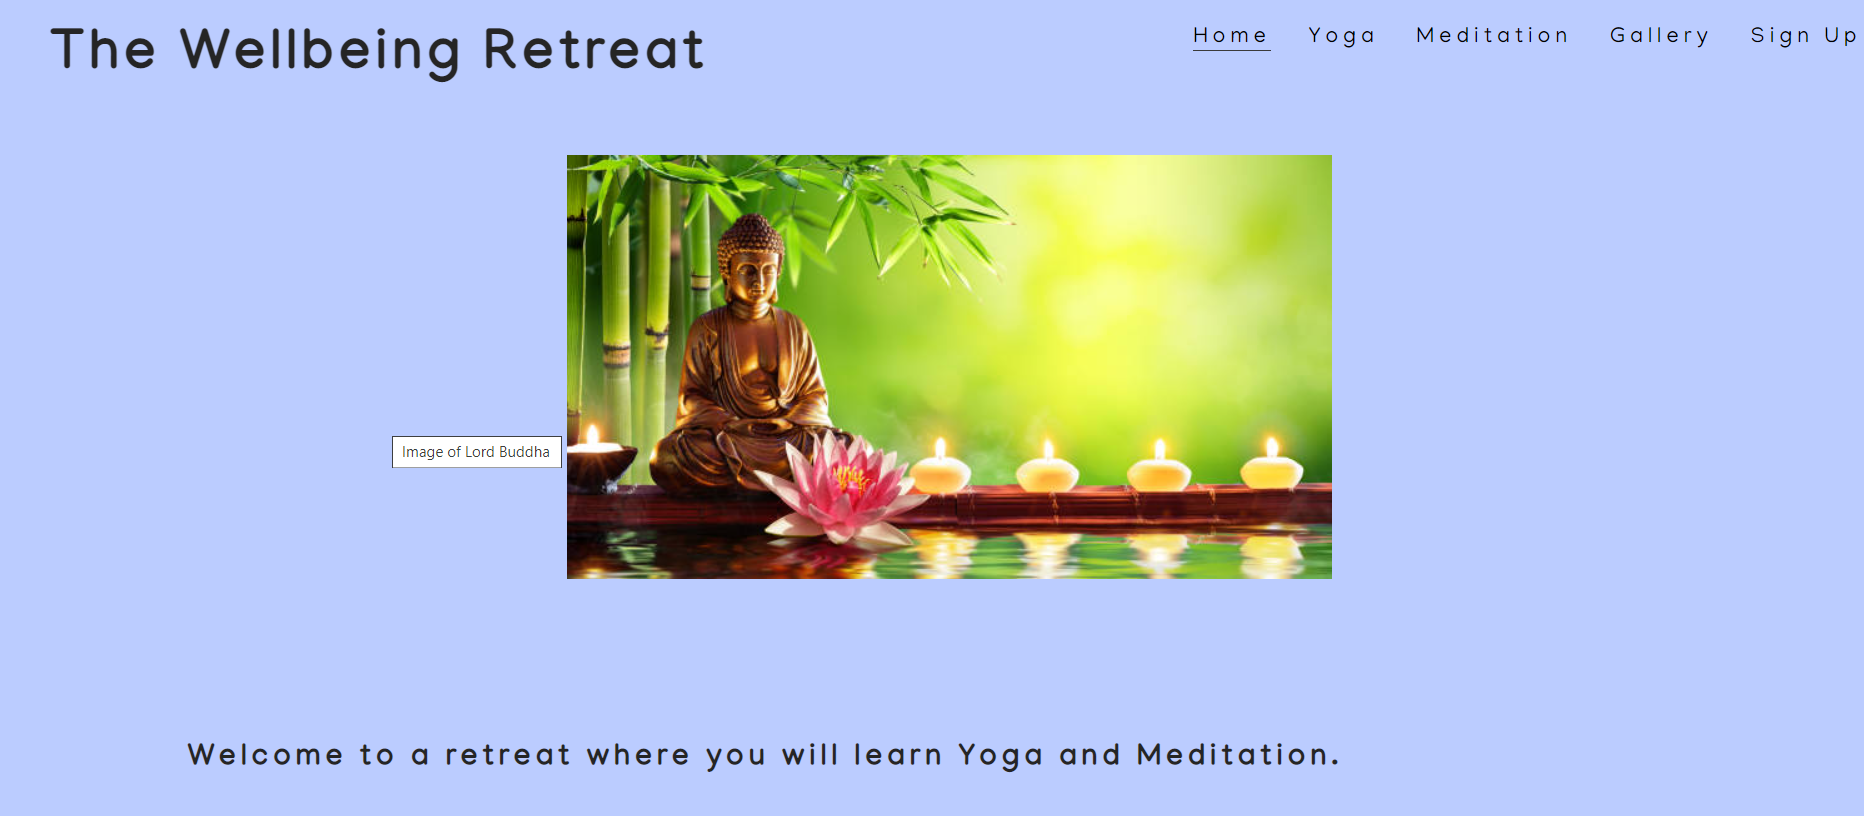 The Wellbeing Retreat
Home Yoga Meditation Gallery Sign Up
Image of Lord Buddha
Welcome to a retreat where you will learn Yoga and Meditation.